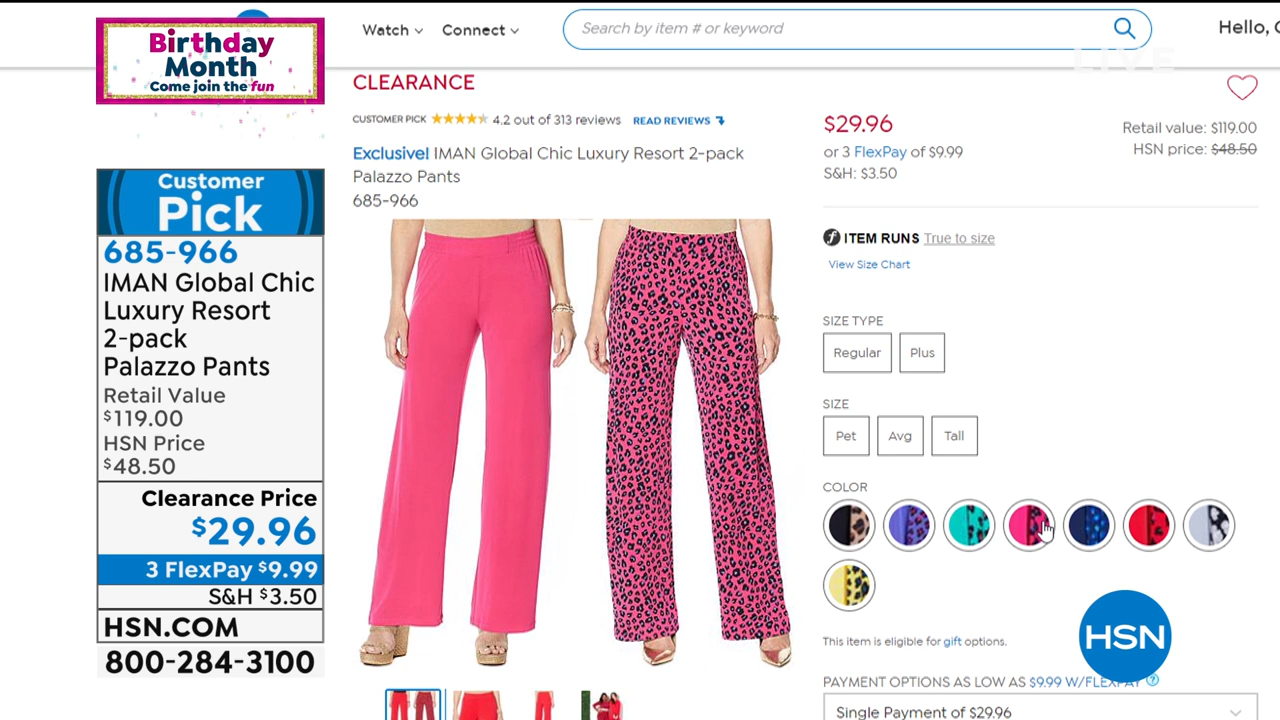 Birthday
Month
Come join the fun
Watch
Connect
Search by item # or keyword
Hello,
LIVE
Customer
Pick
685-966
IMAN Global Chic
Luxury Resort
2-pack
Palazzo Pants
Retail Value
$119.00
HSN Price
$48.50
Clearance Price
$29.96
3 FlexPay $9.99
S&H $3.50
HSN.COM
800-284-3100
CLEARANCE
CUSTOMER PICK 4.2 out of 313 reviews READ REVIEWS
Exclusive! IMAN Global Chic Luxury Resort 2-pack
Palazzo Pants
685-966
$29.96
or 3 FlexPay of $9.99
S&H: $3.50
Retail value: $119.00
HSN price: $48.50
f ITEM RUNS True to size
View Size Chart
SIZE TYPE
Regular
Plus
SIZE
Pet
Avg
Tall
COLOR
This item is eligible for gift options.
HSN
PAYMENT OPTIONS AS LOW AS $9.99 W/FLEXPAY ?
Single Payment of $29.96